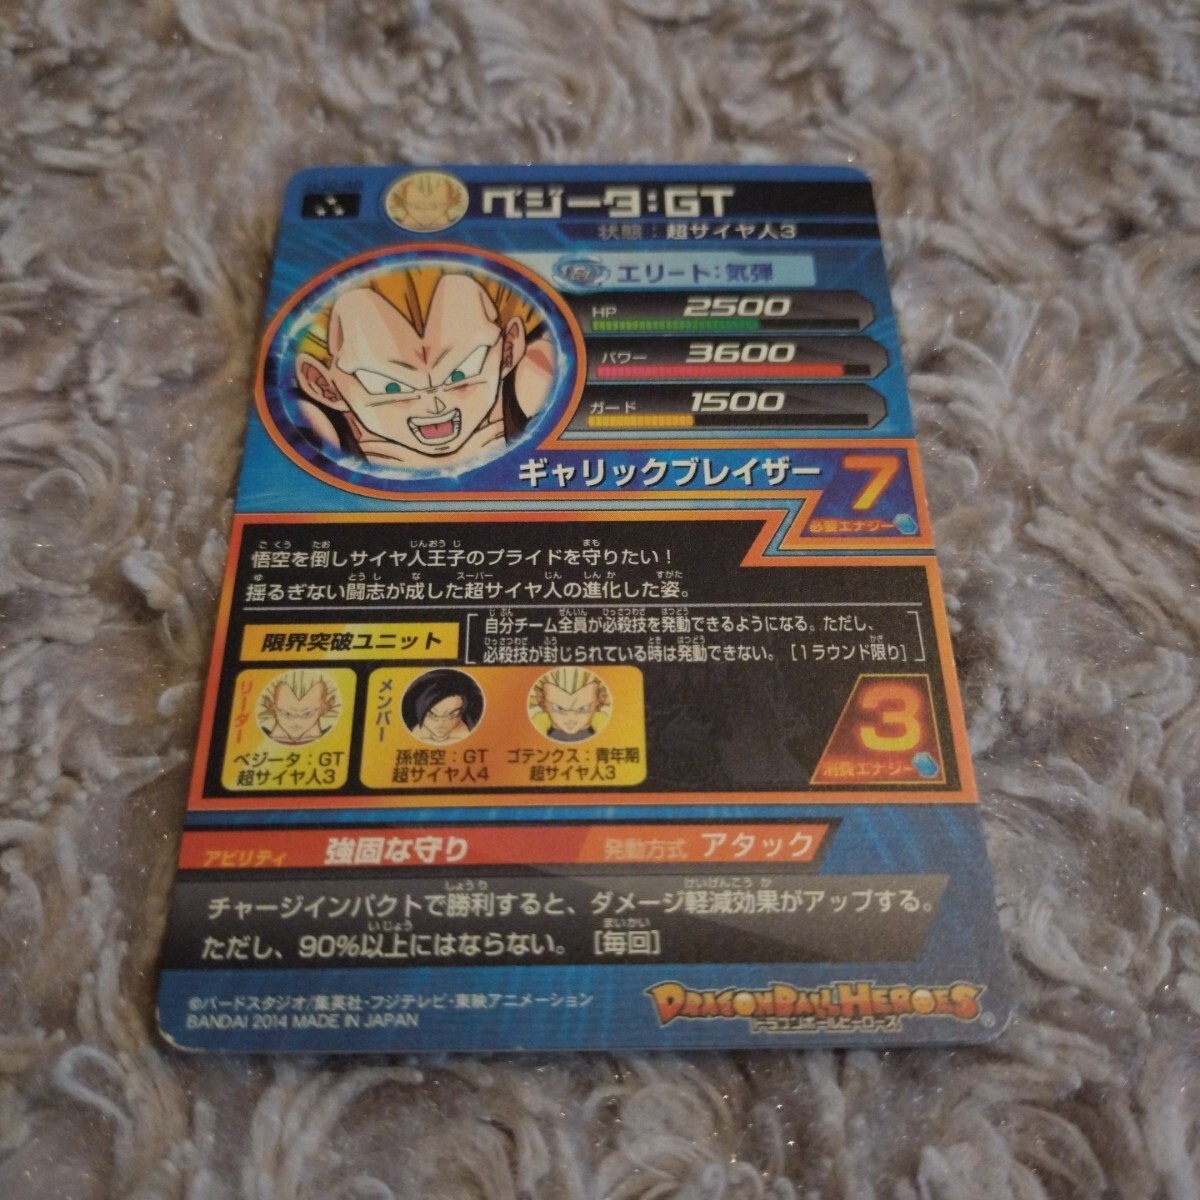 ベジータ:GT
状態:超サイヤ人3
エリート:気弾
HP 2500
パワー 3600
ガード 1500
ギャリックブレイザー
7
必要エナジー
悟空を倒しサイヤ人王子のプライドを守りたい!
揺るぎない闘志が成した超サイヤ人の進化した姿。
限界突破ユニット
自分チーム全員が必殺技を発動できるようになる。ただし、
必殺技が封じられている時は発動できない。[1ラウンド限り]
リーダー
ベジータ:GT
超サイヤ人3
メンバー
孫悟空:GT
超サイヤ人4
ゴテンクス:青年期
超サイヤ人3
3
消費エナジー
アビリティ 強固な守り 発動方式 アタック
チャージインパクトで勝利すると、ダメージ軽減効果がアップする。
ただし、90%以上にはならない。[毎回]
©バードスタジオ/集英社・フジテレビ・東映アニメーション
BANDAI 2014 MADE IN JAPAN
DRAGONBALL HEROES
ドラゴンボールヒーローズ